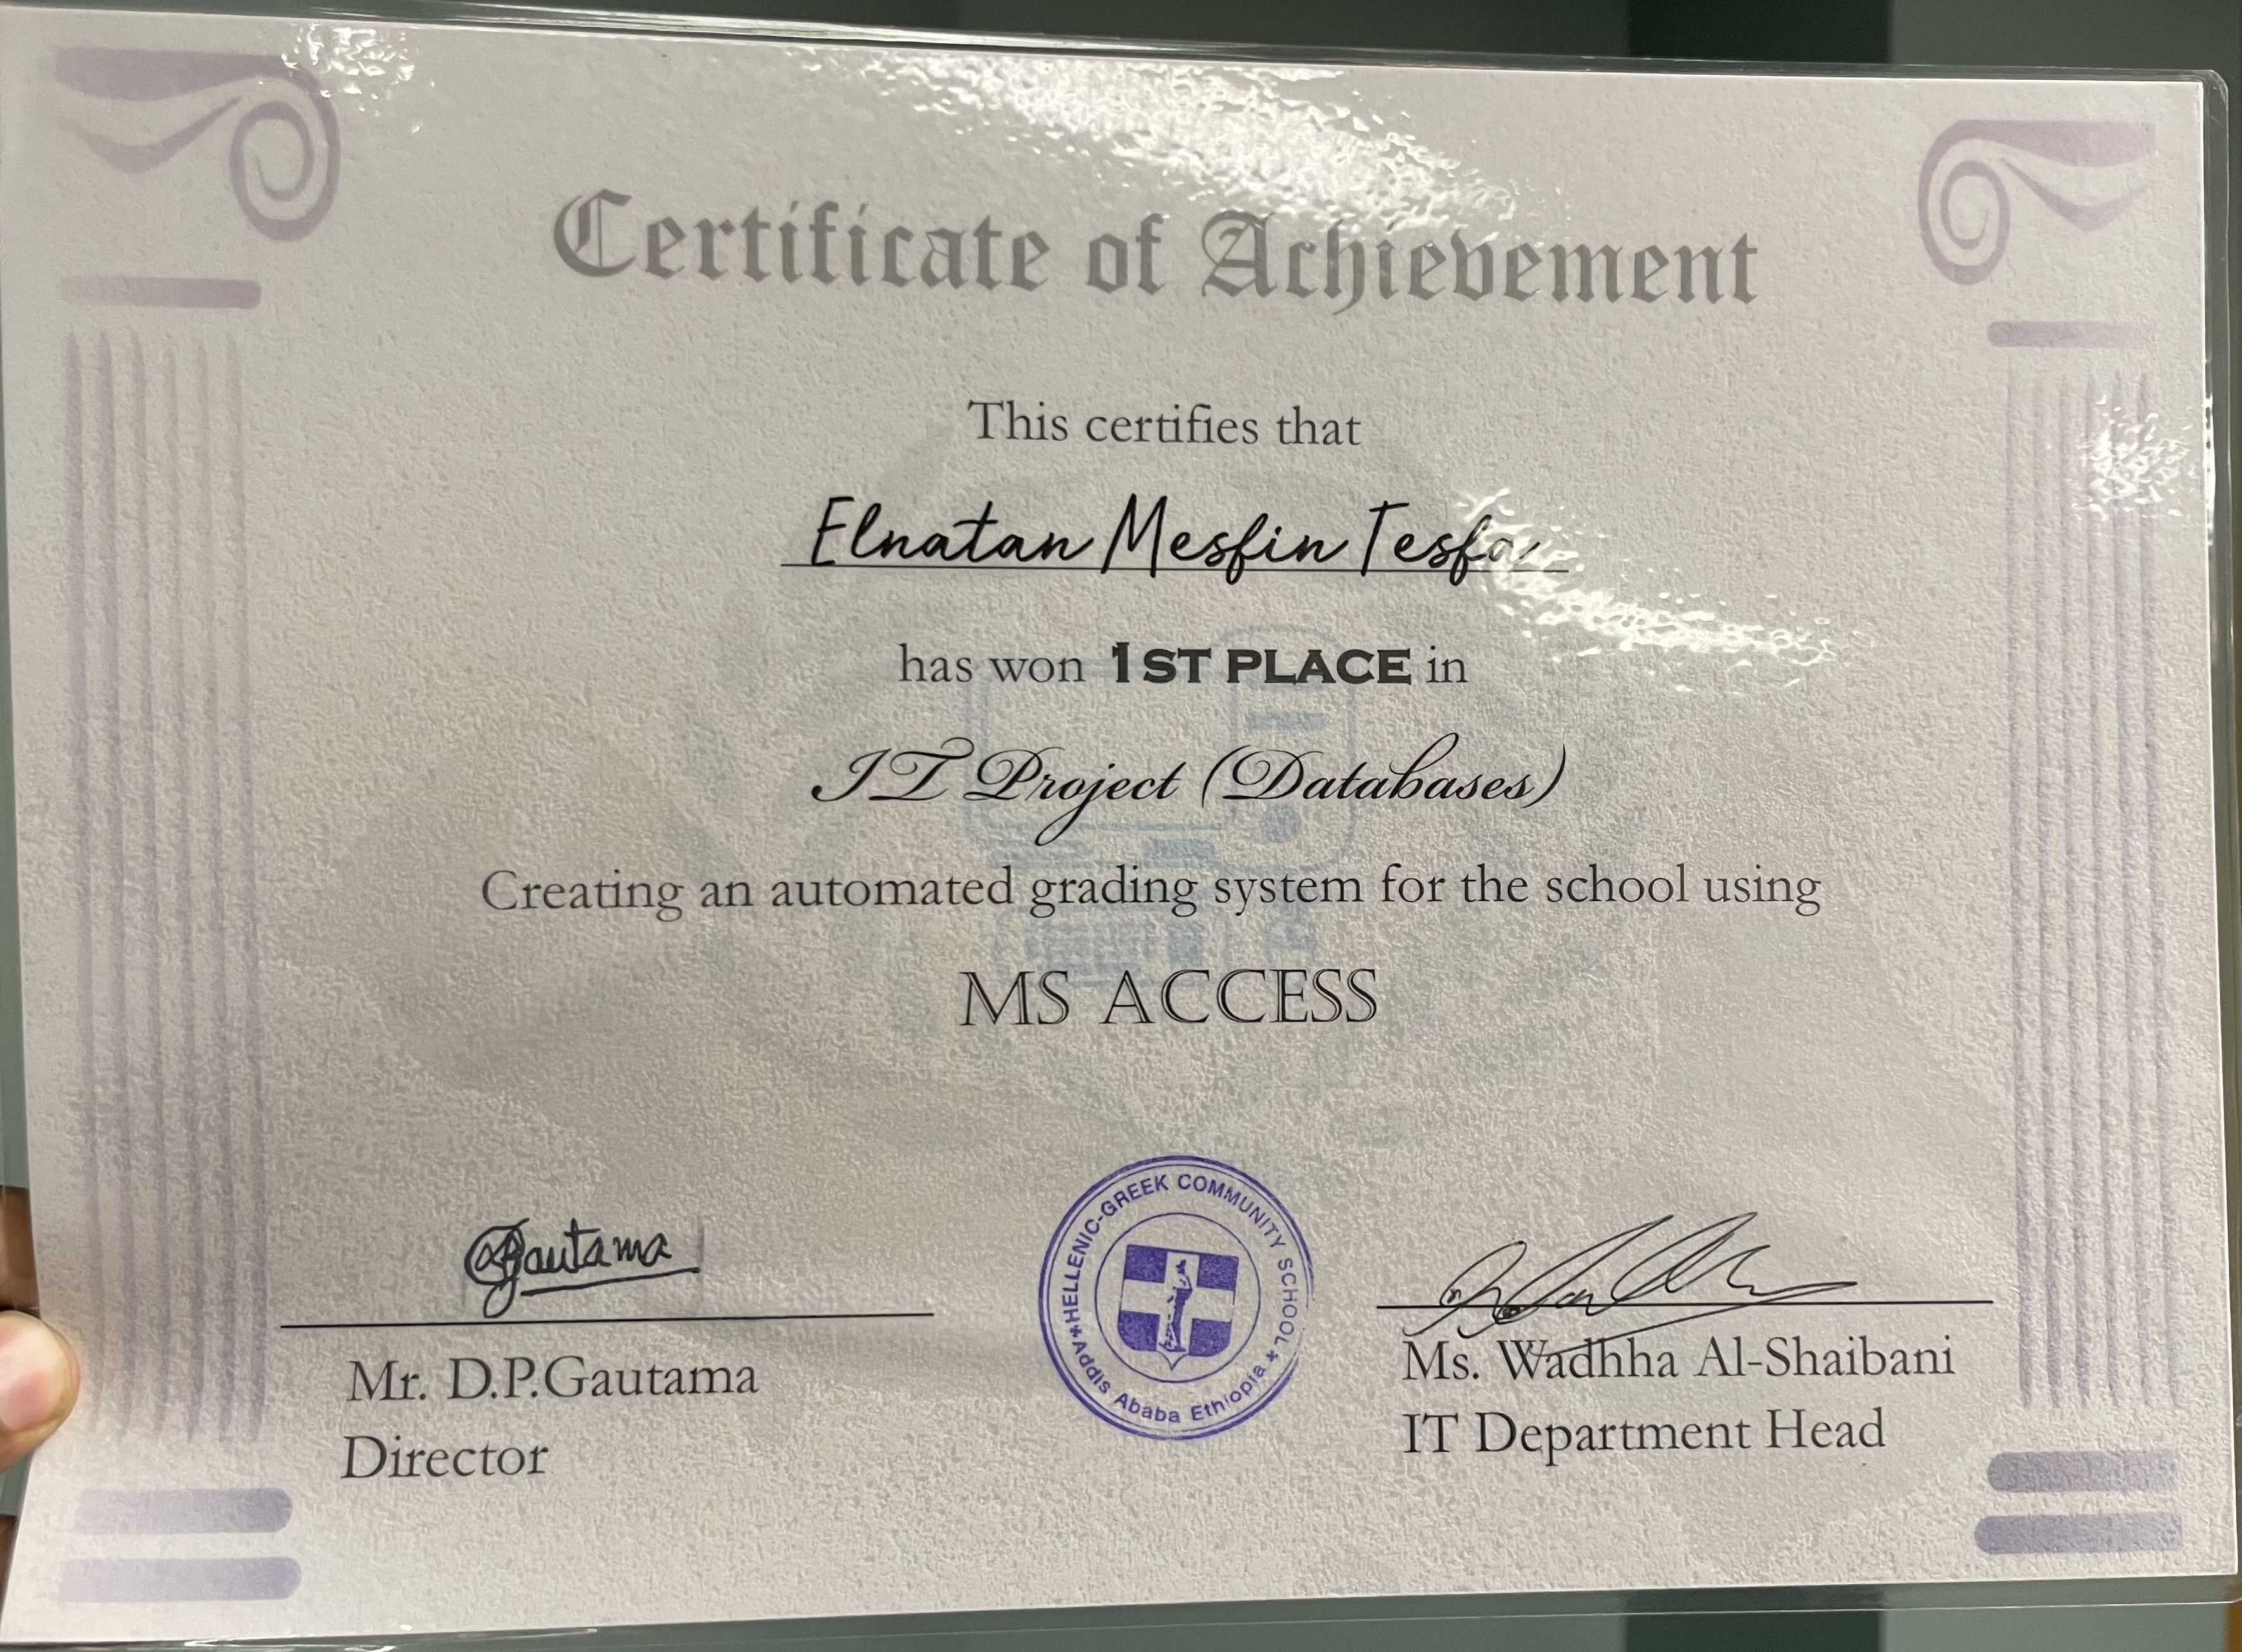 Certificate of Achievement
This certifies that
Elnatan Mesfin
has won 1ST PLACE in
IT Project (Databases)
Creating an automated grading system for the school using
MS ACCESS
Gautama
HELLENIC-GREEK COMMUNITY SCHOOL
Addis Ababa Ethiopia
Mr. D.P.Gautama
Director
Ms. Wadhha Al-Shaibani
IT Department Head